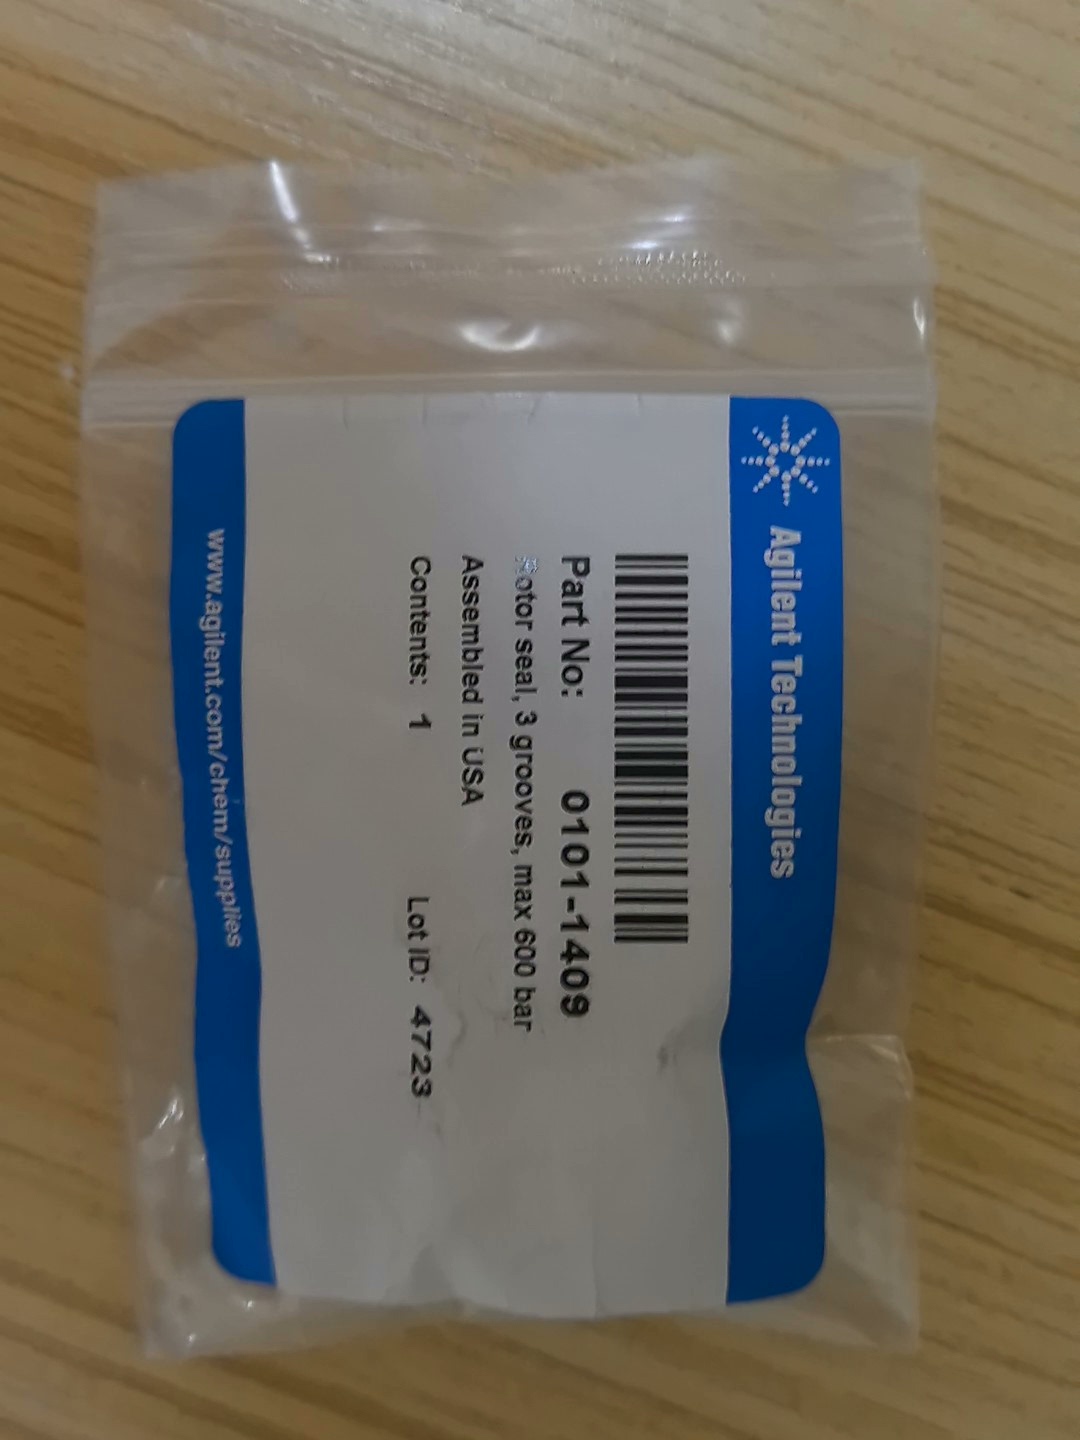 Agilent Technologies
Part No: 0101-1409
Rotor seal, 3 grooves, max 600 bar
Assembled in USA
Contents: 1 Lot ID: 4723
www.agilent.com/chem/supplies